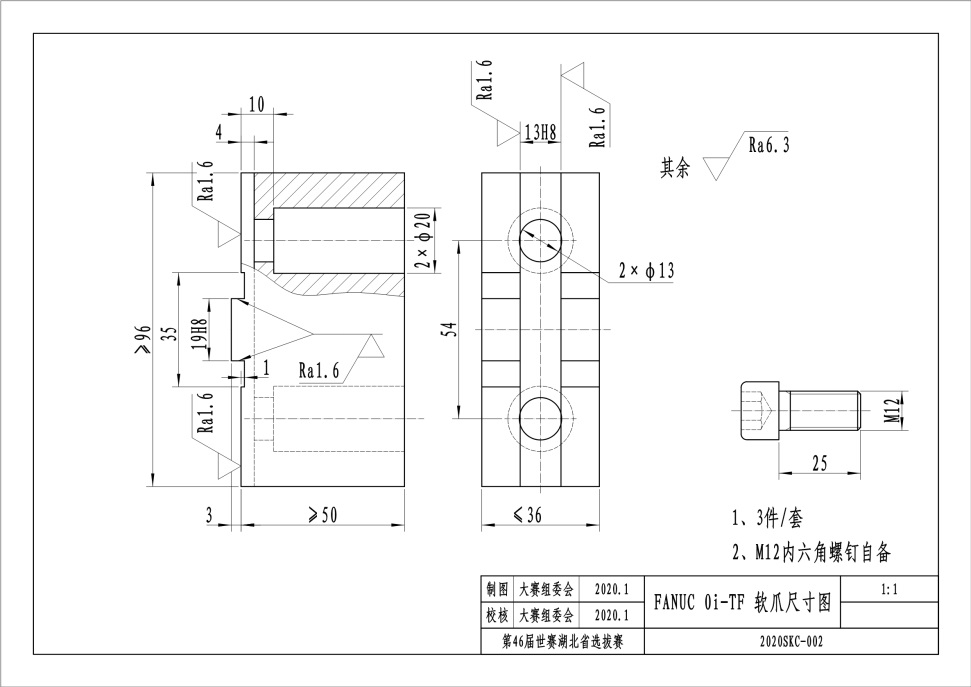 Ra1.6
13H8
Ra1.6
其余 Ra6.3
10
4
Ra1.6
2×φ20
2×φ13
≥96
35
19H8
54
1
Ra1.6
Ra1.6
M12
25
3
≥50
≤36
1、3件/套
2、M12内六角螺钉自备
制图 大赛组委会 2020.1
FANUC 0i-TF 软爪尺寸图
1:1
校核 大赛组委会 2020.1
第46届世赛湖北省选拔赛
2020SKC-002